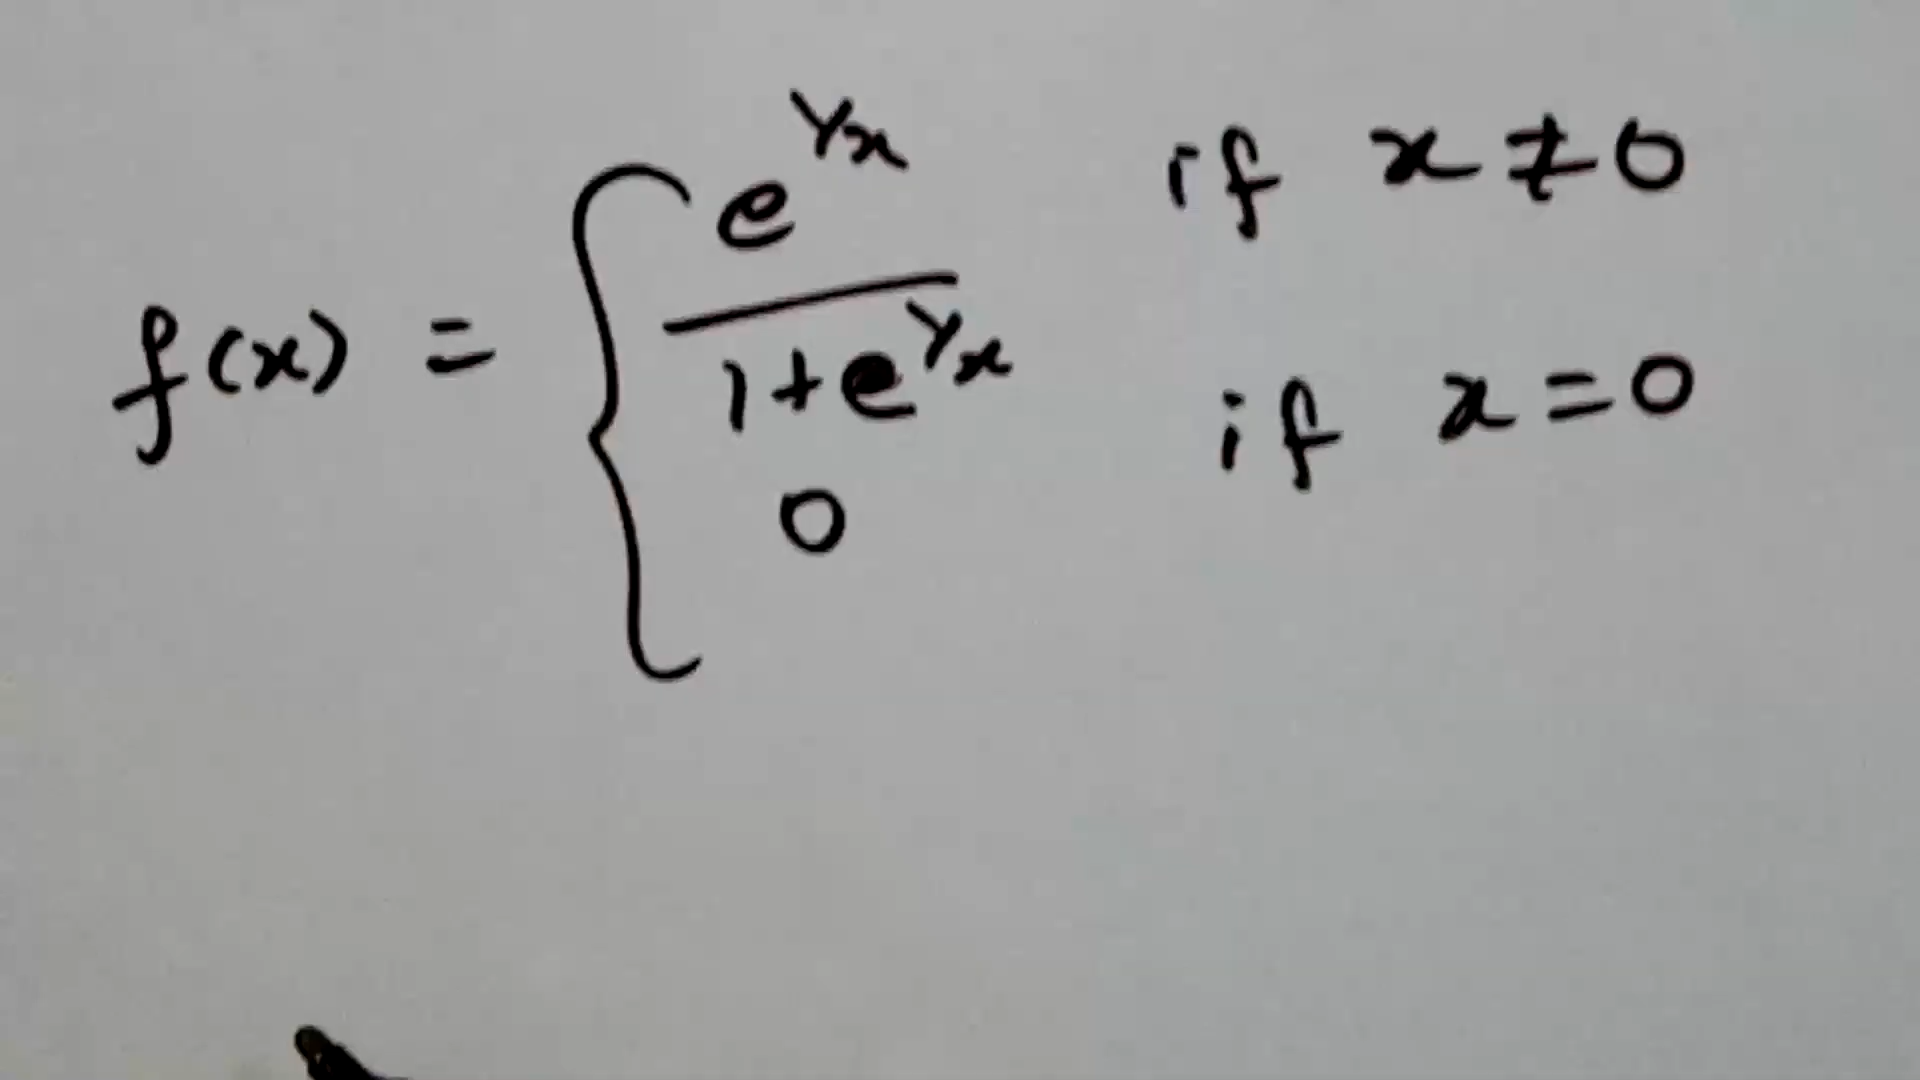 f(x) = { e^{1/x} / 1+e^{1/x} if x ≠ 0
0 if x = 0